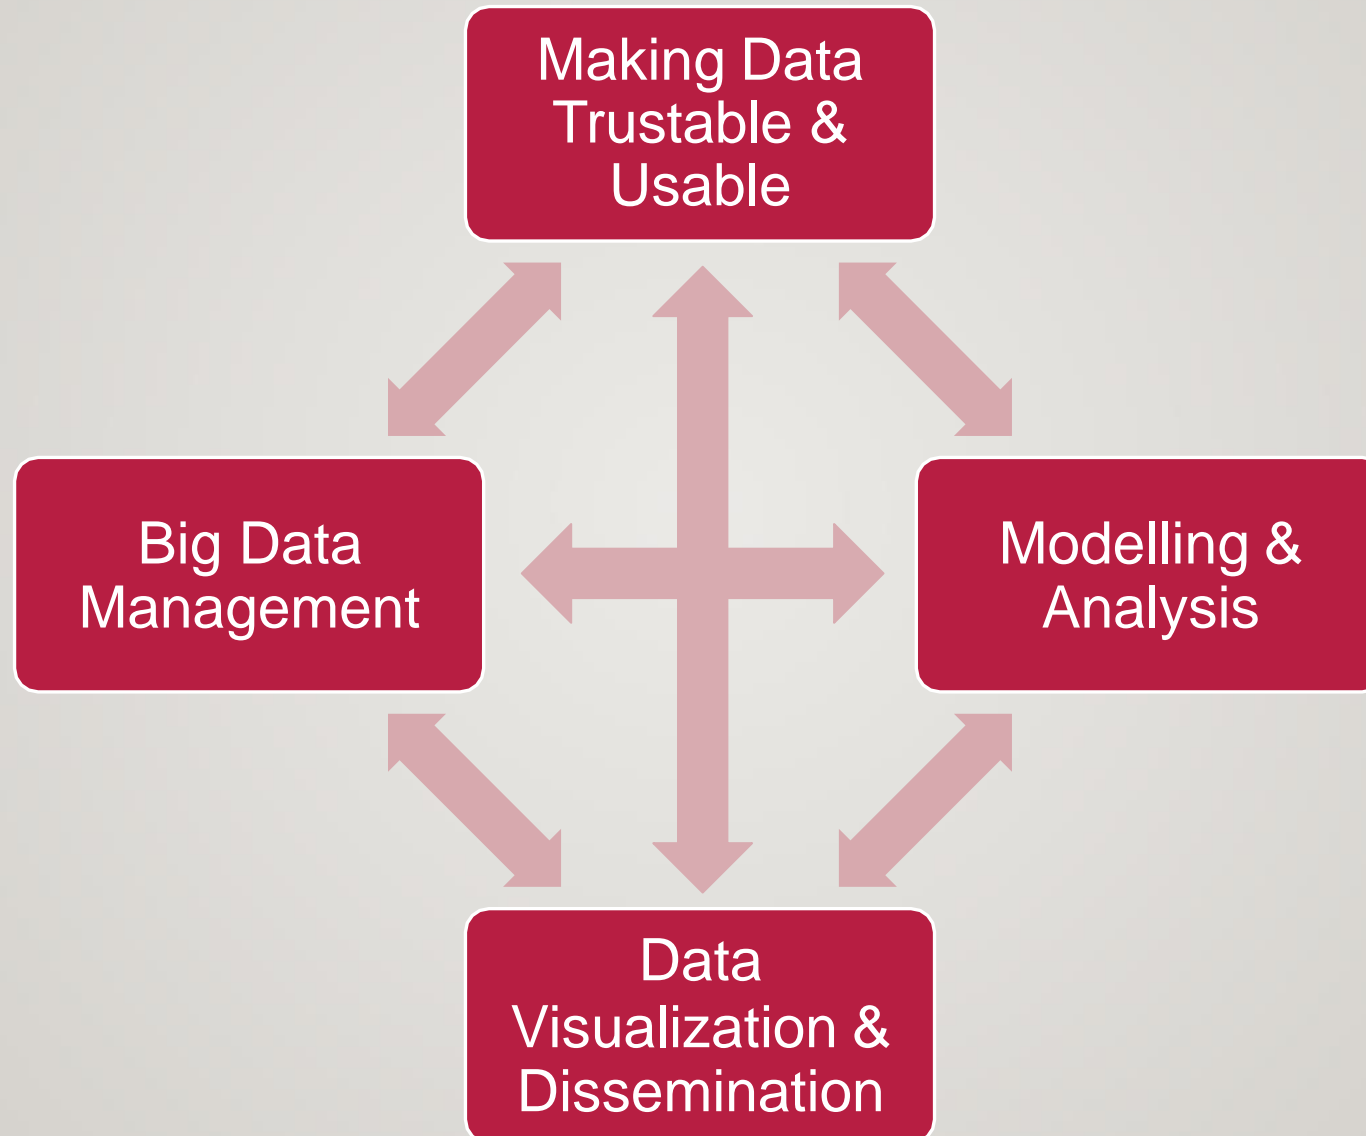 Making Data
Trustable &
Usable
Big Data
Management
Modelling &
Analysis
Data
Visualization &
Dissemination